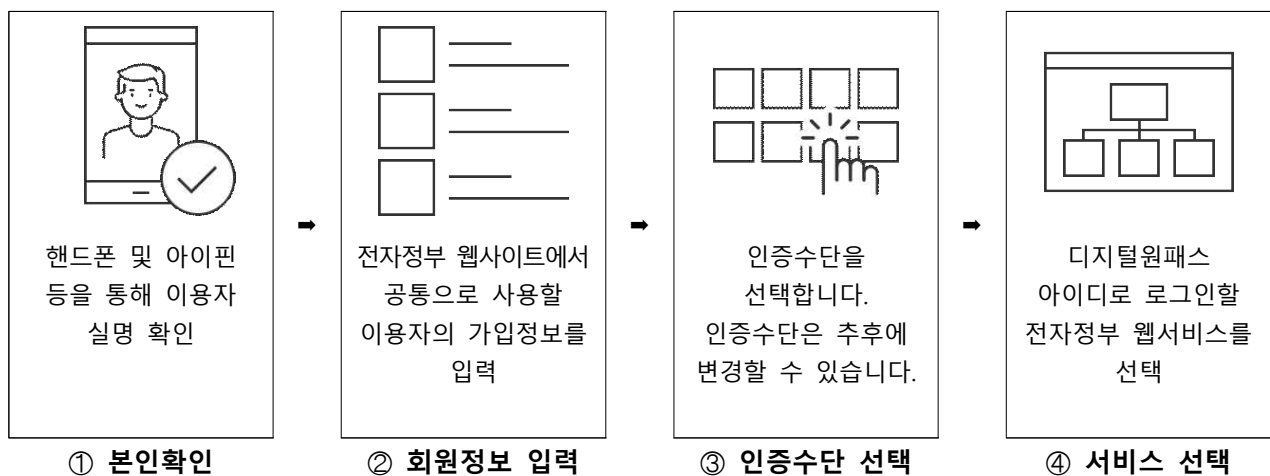 핸드폰 및 아이핀
등을 통해 이용자
실명 확인
① 본인확인
➡
전자정부 웹사이트에서
공통으로 사용할
이용자의 가입정보를
입력
② 회원정보 입력
➡
인증수단을
선택합니다.
인증수단은 추후에
변경할 수 있습니다.
③ 인증수단 선택
➡
디지털원패스
아이디로 로그인할
전자정부 웹서비스를
선택
④ 서비스 선택